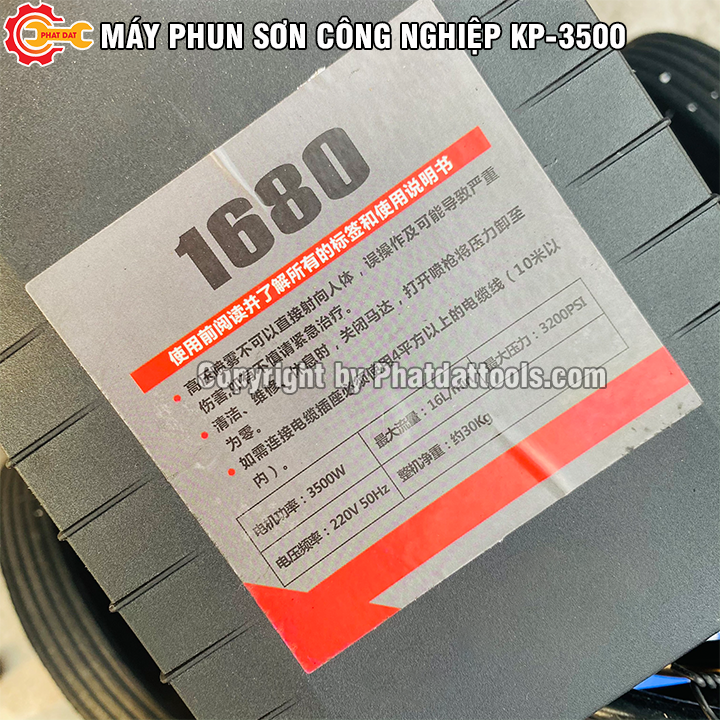 PHAT DAT
MÁY PHUN SƠN CÔNG NGHIỆP KP-3500
1680
使用前阅读并了解所有的标签和使用说明书
高压喷雾不可以直接射向人体，误操作及可能导致严重
伤害
不慎请紧急治疗。
清洁、维修
休息时，关闭马达，打开喷枪将压力卸至
为零。
如需连接电缆插座必须
用4平方以上的电缆线（10米以
内）。
Copyright by Phatdattools.com
电机功率：3500W
最大流量：16L/
最大压力：3200PSI
电压频率：220V 50Hz
整机净重：约30Kg